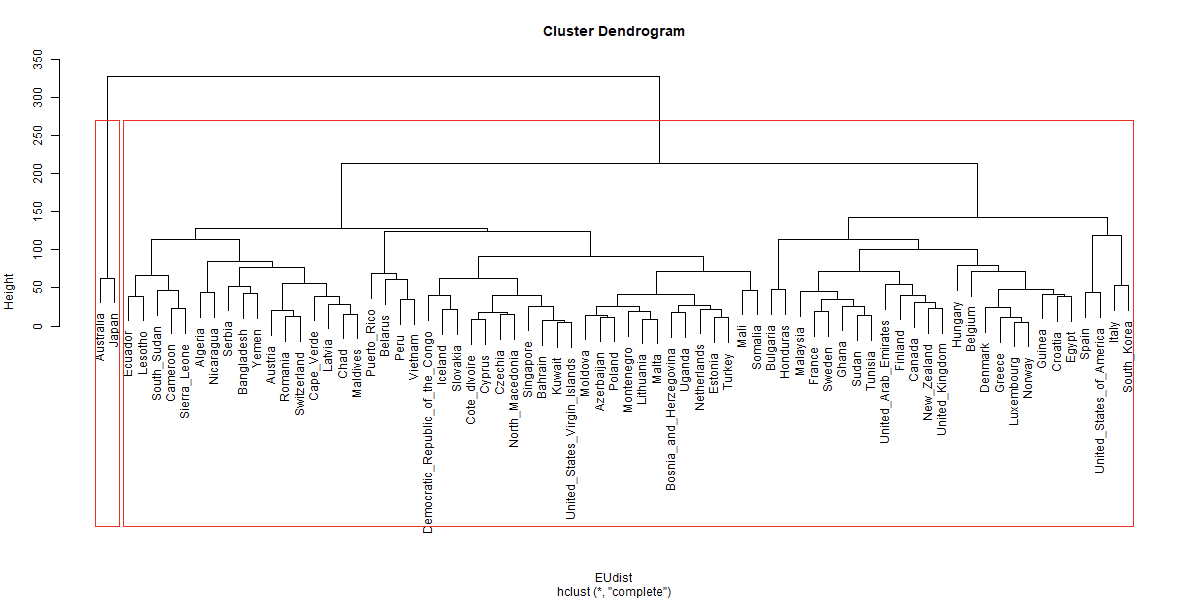 Cluster Dendrogram
Height
350
300
250
200
150
100
50
0
Australia
Japan
Ecuador
Lesotho
South_Sudan
Cameroon
Sierra_Leone
Algeria
Nicaragua
Serbia
Bangladesh
Yemen
Austria
Romania
Switzerland
Cape_Verde
Latvia
Chad
Maldives
Puerto_Rico
Belarus
Peru
Vietnam
Democratic_Republic_of_the_Congo
Iceland
Slovakia
Cote_dIvoire
Cyprus
Czechia
North_Macedonia
Singapore
Bahrain
Kuwait
United_States_Virgin_Islands
Moldova
Azerbaijan
Poland
Montenegro
Lithuania
Malta
Bosnia_and_Herzegovina
Uganda
Netherlands
Estonia
Turkey
Mali
Somalia
Bulgaria
Honduras
Malaysia
France
Sweden
Ghana
Sudan
Tunisia
United_Arab_Emirates
Finland
Canada
New_Zealand
United_Kingdom
Hungary
Belgium
Denmark
Greece
Luxembourg
Norway
Guinea
Croatia
Egypt
Spain
United_States_of_America
Italy
South_Korea
EUdist
hclust (*, "complete")